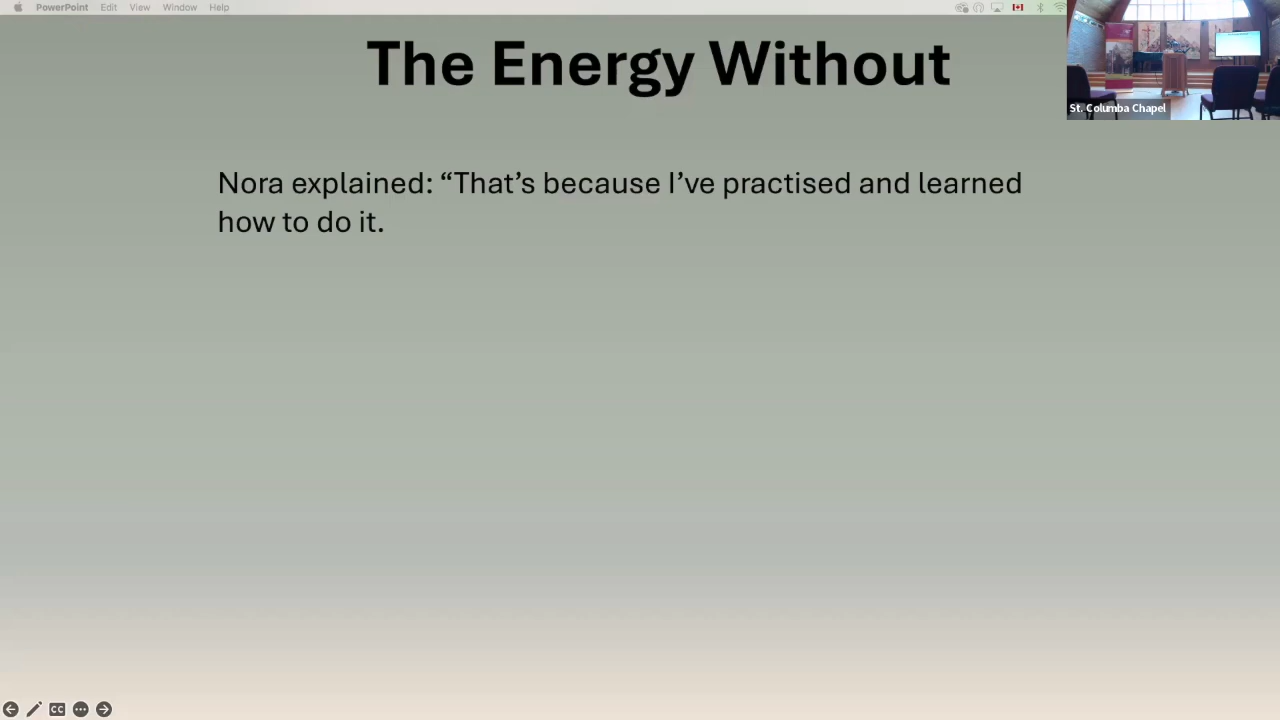 PowerPoint Edit View Window Help
The Energy Without
St. Columba Chapel
Nora explained: “That’s because I’ve practised and learned
how to do it.
CC